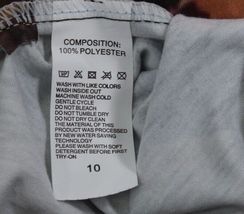 COMPOSITION:
100% POLYESTER
WASH WITH LIKE COLORS
WASH INSIDE OUT
MACHINE WASH COLD
GENTLE CYCLE
DO NOT BLEACH
DO NOT TUMBLE DRY
DO NOT DRY CLEAN
THE MATERIAL OF THIS
PRODUCT WAS PROCESSED
BY NEW WATER SAVING
TECHNOLOGY
PLEASE WASH WITH SOFT
DETERGENT BEFORE FIRST
TRY-ON
10